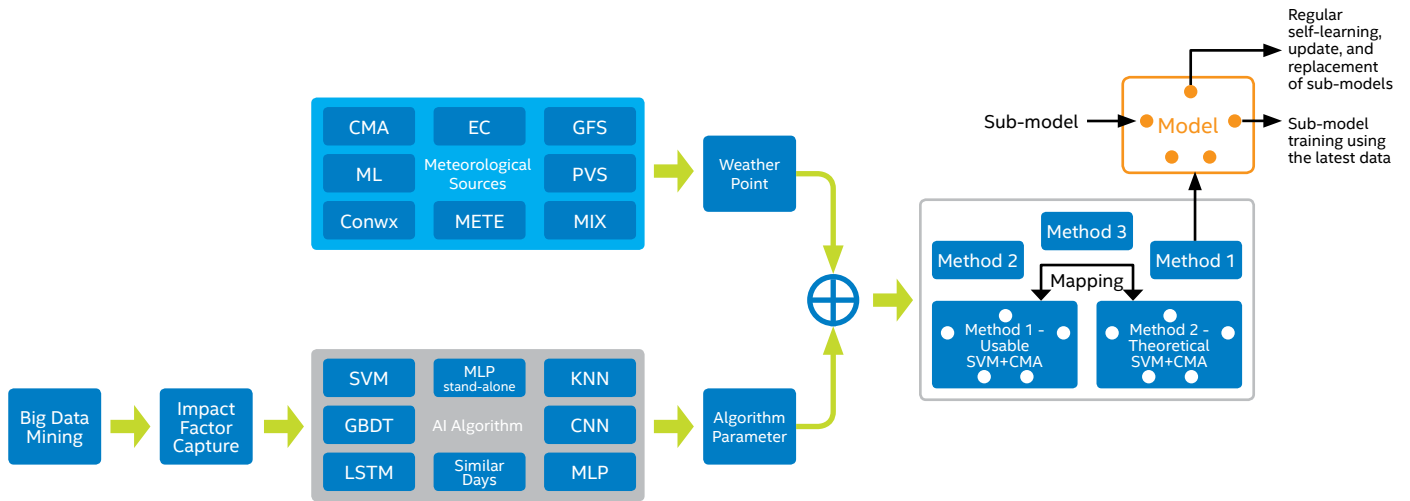 Regular
self-learning,
update, and
replacement
of sub-models
Sub-model
Model
Sub-model
training using
the latest data
CMA
EC
GFS
ML
Meteorological
Sources
PVS
Conwx
METE
MIX
Weather
Point
Method 3
Method 2
Method 1
Mapping
Method 1 -
Usable
SVM+CMA
Method 2 -
Theoretical
SVM+CMA
Big Data
Mining
Impact
Factor
Capture
SVM
MLP
stand-alone
KNN
GBDT
AI Algorithm
CNN
LSTM
Similar
Days
MLP
Algorithm
Parameter